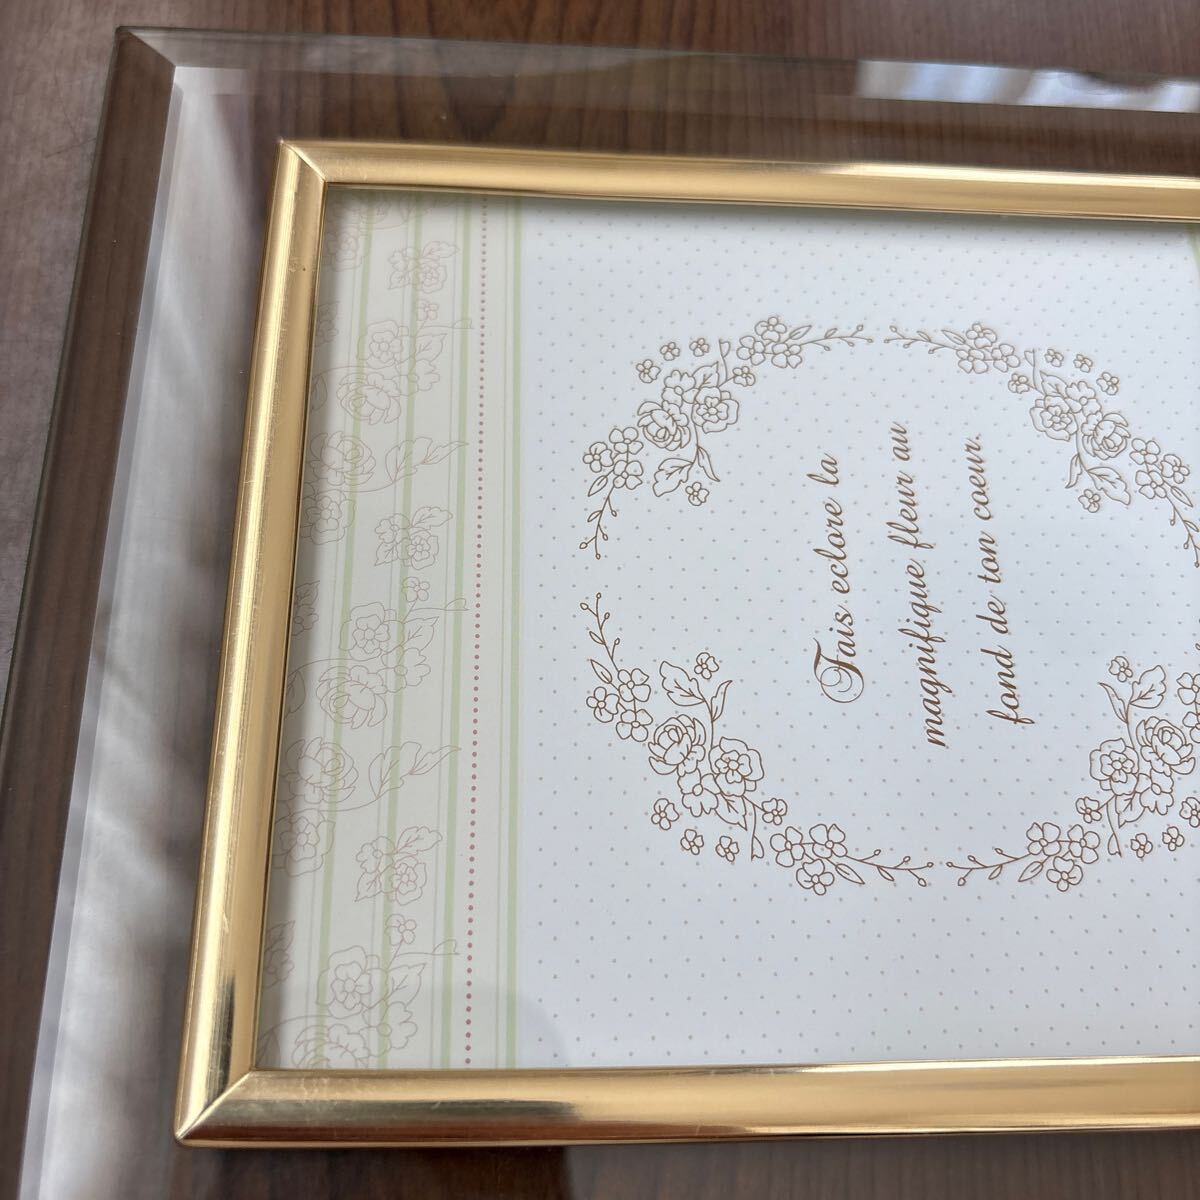 Fais eclore la
magnifique fleur au
fond de ton coeur.